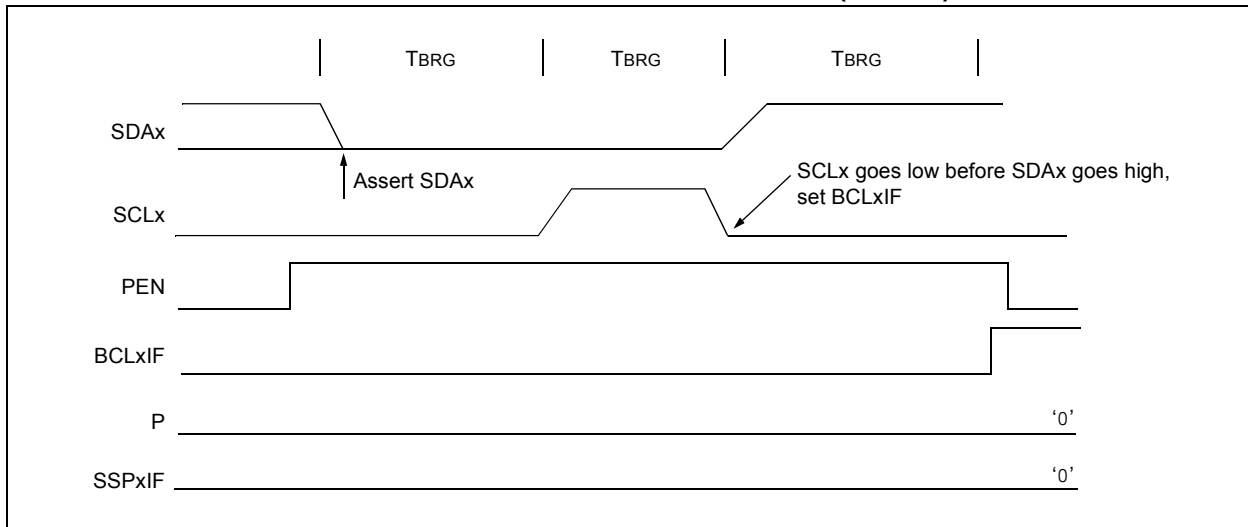 TBRG TBRG TBRG
SDAx
Assert SDAx
SCLx goes low before SDAx goes high,
set BCLxIF
SCLx
PEN
BCLxIF
P '0'
SSPxIF '0'